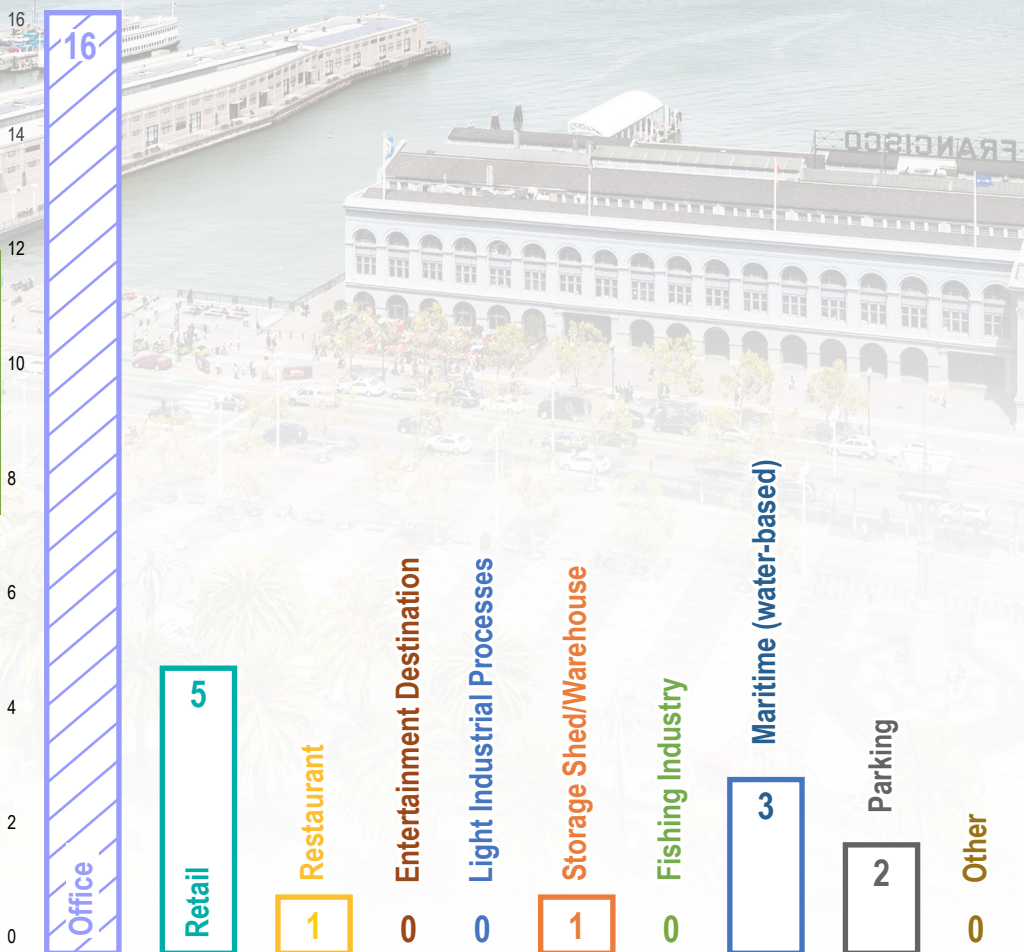 16
14
12
10
8
6
4
2
0
16
Office
5
Retail
Restaurant
1
Entertainment Destination
0
Light Industrial Processes
0
Storage Shed/Warehouse
1
Fishing Industry
0
Maritime (water-based)
3
Parking
2
Other
0
FRANCISCO